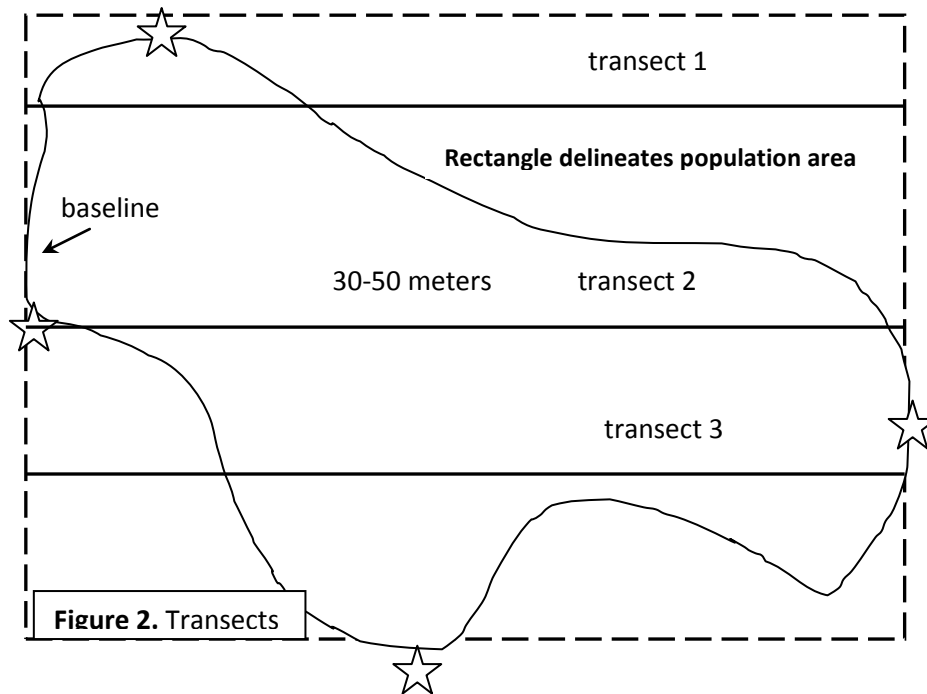 transect 1
Rectangle delineates population area
baseline
30-50 meters transect 2
transect 3
Figure 2. Transects